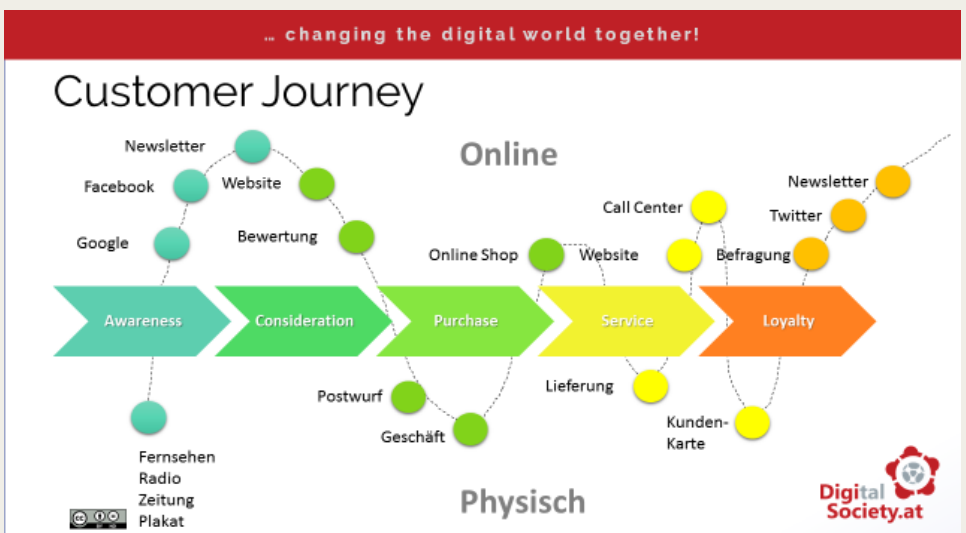 … changing the digital world together!
Customer Journey
Online
Newsletter
Facebook
Website
Google
Bewertung
Online Shop
Website
Call Center
Befragung
Newsletter
Twitter
Awareness
Consideration
Purchase
Service
Loyalty
Postwurf
Geschäft
Lieferung
Kunden-
Karte
Fernsehen
Radio
Zeitung
Plakat
Physisch
Digital
Society.at
cc
BY